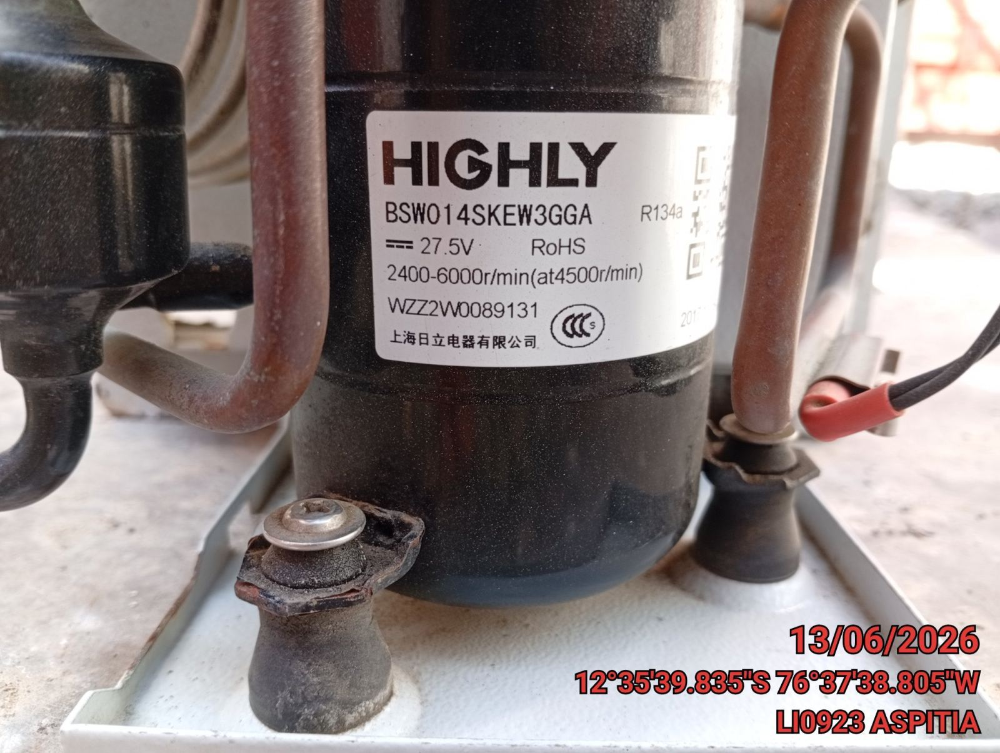 HIGHLY
BSW014SKEW3GGA R134a
27.5V RoHS
2400-6000r/min(at4500r/min)
WZZ2W0089131
CCC S
上海日立电器有限公司
13/06/2026
12°35'39.835"S 76°37'38.805"W
LI0923 ASPITIA